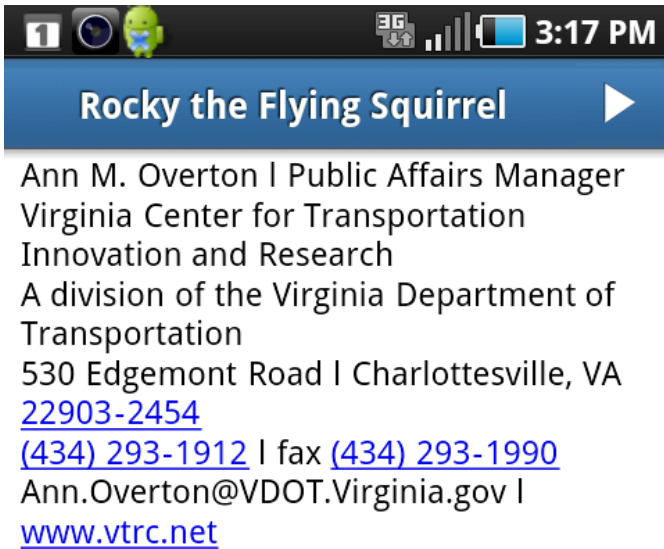 1 3G 3:17 PM
Rocky the Flying Squirrel
Ann M. Overton l Public Affairs Manager
Virginia Center for Transportation
Innovation and Research
A division of the Virginia Department of
Transportation
530 Edgemont Road l Charlottesville, VA
22903-2454
(434) 293-1912 l fax (434) 293-1990
Ann.Overton@VDOT.Virginia.gov l
www.vtrc.net